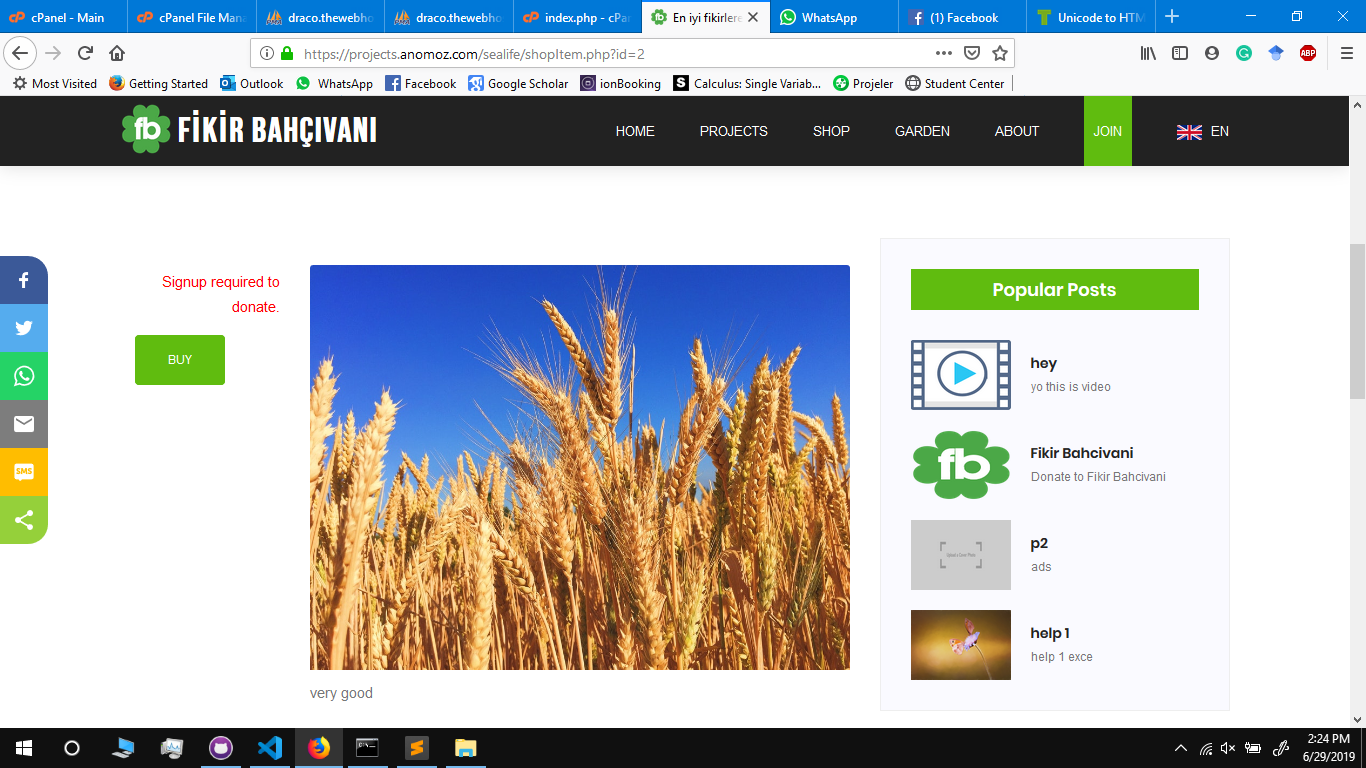 cPanel - Main
cPanel File Mana
draco.thewebho
draco.thewebho
index.php - cPan
En iyi fikirlere
WhatsApp
(1) Facebook
Unicode to HTM
https://projects.anomoz.com/sealife/shopItem.php?id=2
ABP
Most Visited
Getting Started
Outlook
WhatsApp
Facebook
Google Scholar
ionBooking
Calculus: Single Variab...
Projeler
Student Center
fb FİKİR BAHÇIVANI
HOME
PROJECTS
SHOP
GARDEN
ABOUT
JOIN
EN
Signup required to
donate.
BUY
SMS
very good
Popular Posts
hey
yo this is video
fb
Fikir Bahcivani
Donate to Fikir Bahcivani
p2
ads
help 1
help 1 exce
2:24 PM
6/29/2019